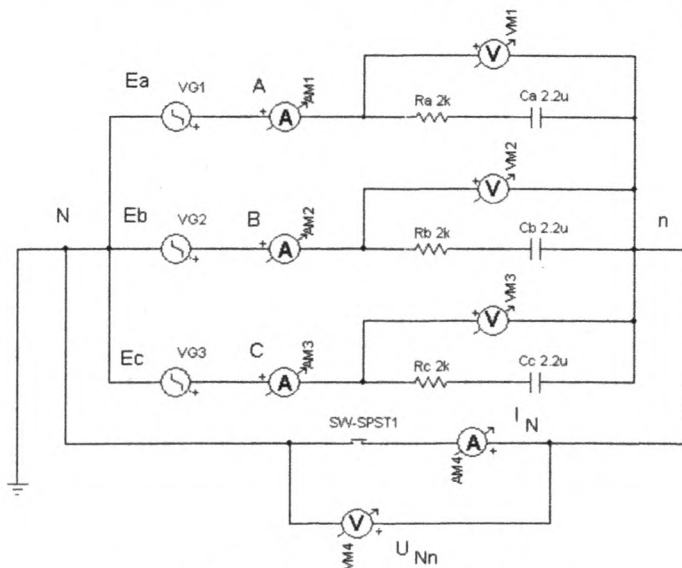 VM1
V
Ea
VG1
A
AM1
A
Ra 2k
Ca 2.2u
VM2
V
N
Eb
VG2
B
AM2
A
Rb 2k
Cb 2.2u
n
VM3
V
Ec
VG3
C
AM3
A
Rc 2k
Cc 2.2u
SW-SPST1
I N
A
AM4
V
VM4
U Nn